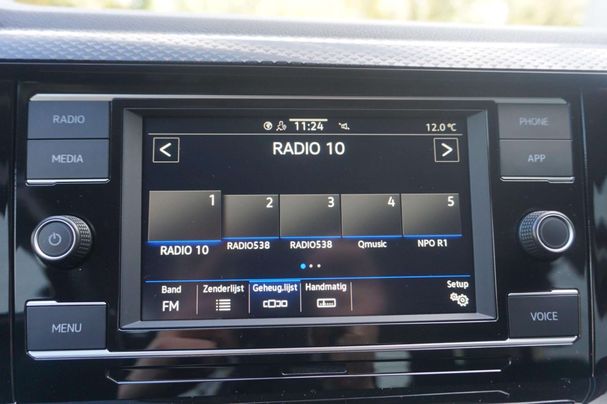 RADIO
MEDIA
MENU
11:24
12.0 °C
< RADIO 10 >
1 2 3 4 5
RADIO 10 RADIO538 RADIO538 Qmusic NPO R1
Band Zenderlijst Geheug.lijst Handmatig Setup
FM
PHONE
APP
VOICE